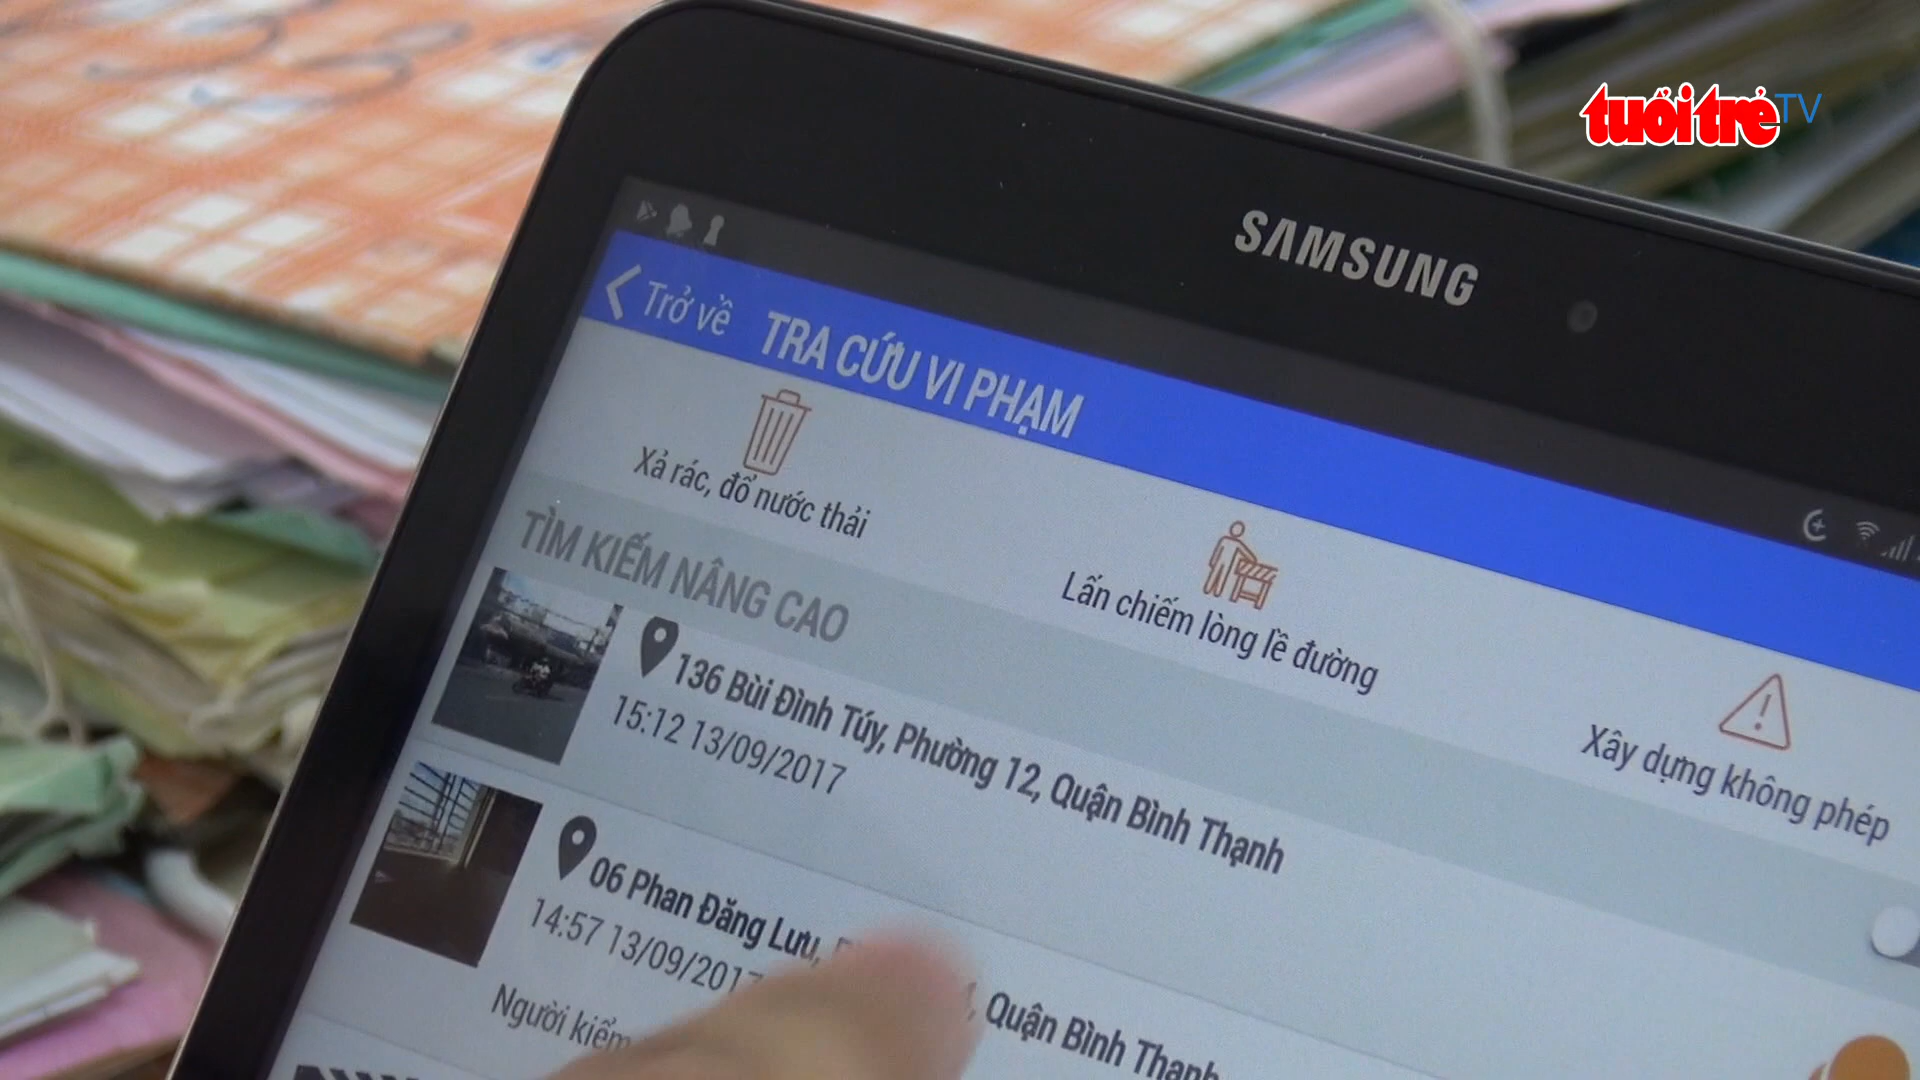 tuổi trẻ TV
SAMSUNG
Trở về TRA CỨU VI PHẠM
Xả rác, đổ nước thải
Lấn chiếm lòng lề đường
Xây dựng không phép
TÌM KIẾM NÂNG CAO
136 Bùi Đình Túy, Phường 12, Quận Bình Thạnh
15:12 13/09/2017
06 Phan Đăng Lưu, Quận Bình Thạnh
14:57 13/09/2017
Người kiểm